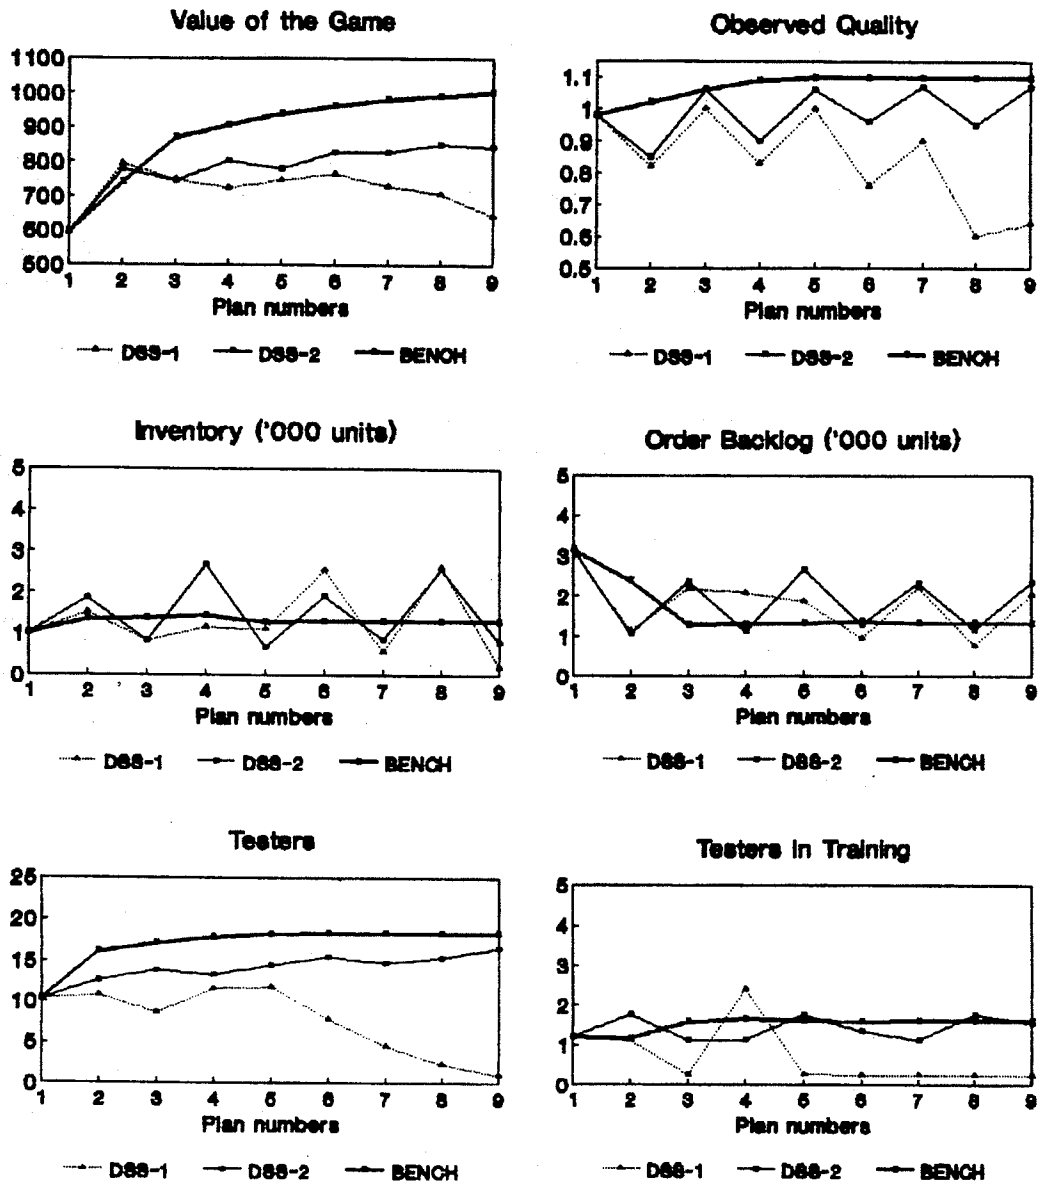 Value of the Game
1100
1000
900
800
700
600
500
1 2 3 4 5 6 7 8 9
Plan numbers
DSS-1 DSS-2 BENCH
Observed Quality
1.1
1
0.9
0.8
0.7
0.6
0.5
1 2 3 4 5 6 7 8 9
Plan numbers
DSS-1 DSS-2 BENCH
Inventory ('000 units)
5
4
3
2
1
0
1 2 3 4 5 6 7 8 9
Plan numbers
DSS-1 DSS-2 BENCH
Order Backlog ('000 units)
5
4
3
2
1
0
1 2 3 4 5 6 7 8 9
Plan numbers
DSS-1 DSS-2 BENCH
Testers
25
20
15
10
5
0
1 2 3 4 5 6 7 8 9
Plan numbers
DSS-1 DSS-2 BENCH
Testers in Training
5
4
3
2
1
0
1 2 3 4 5 6 7 8 9
Plan numbers
DSS-1 DSS-2 BENCH